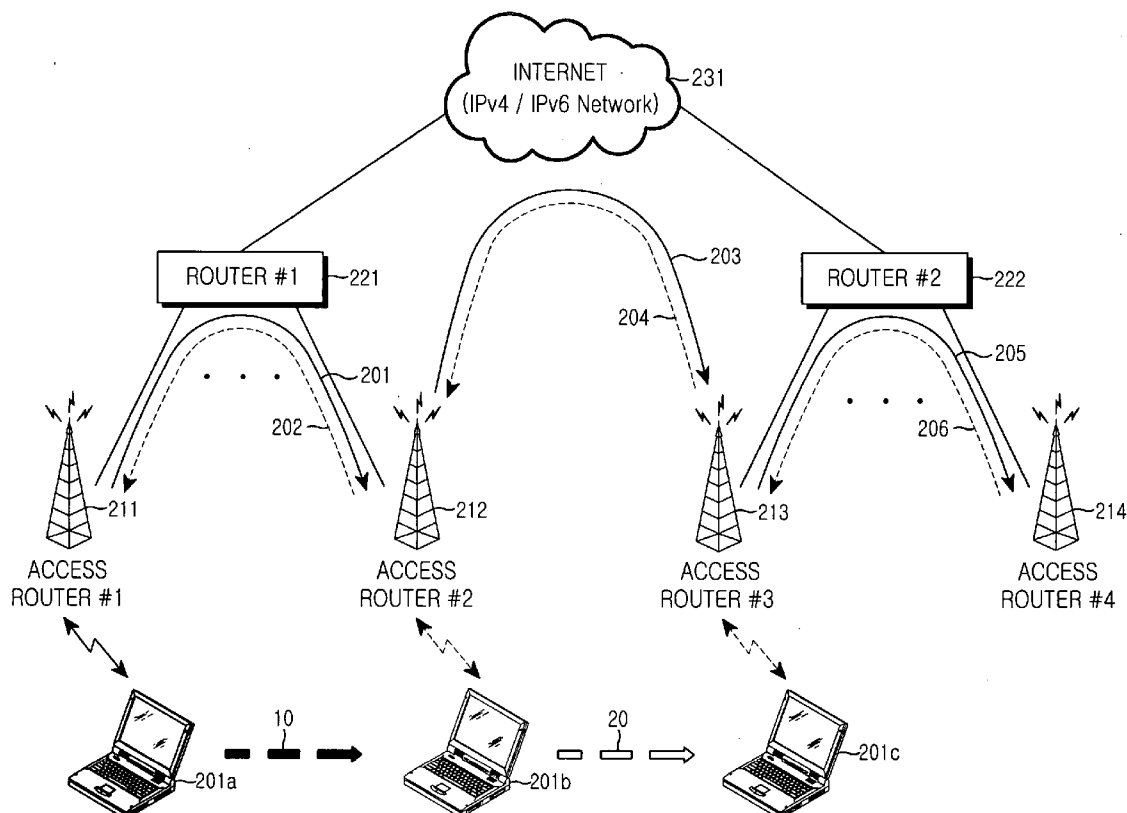 INTERNET
(IPv4 / IPv6 Network)
231
ROUTER #1
221
203
204
ROUTER #2
222
201
202
205
206
211
212
213
214
ACCESS
ROUTER #1
ACCESS
ROUTER #2
ACCESS
ROUTER #3
ACCESS
ROUTER #4
10
20
201a
201b
201c